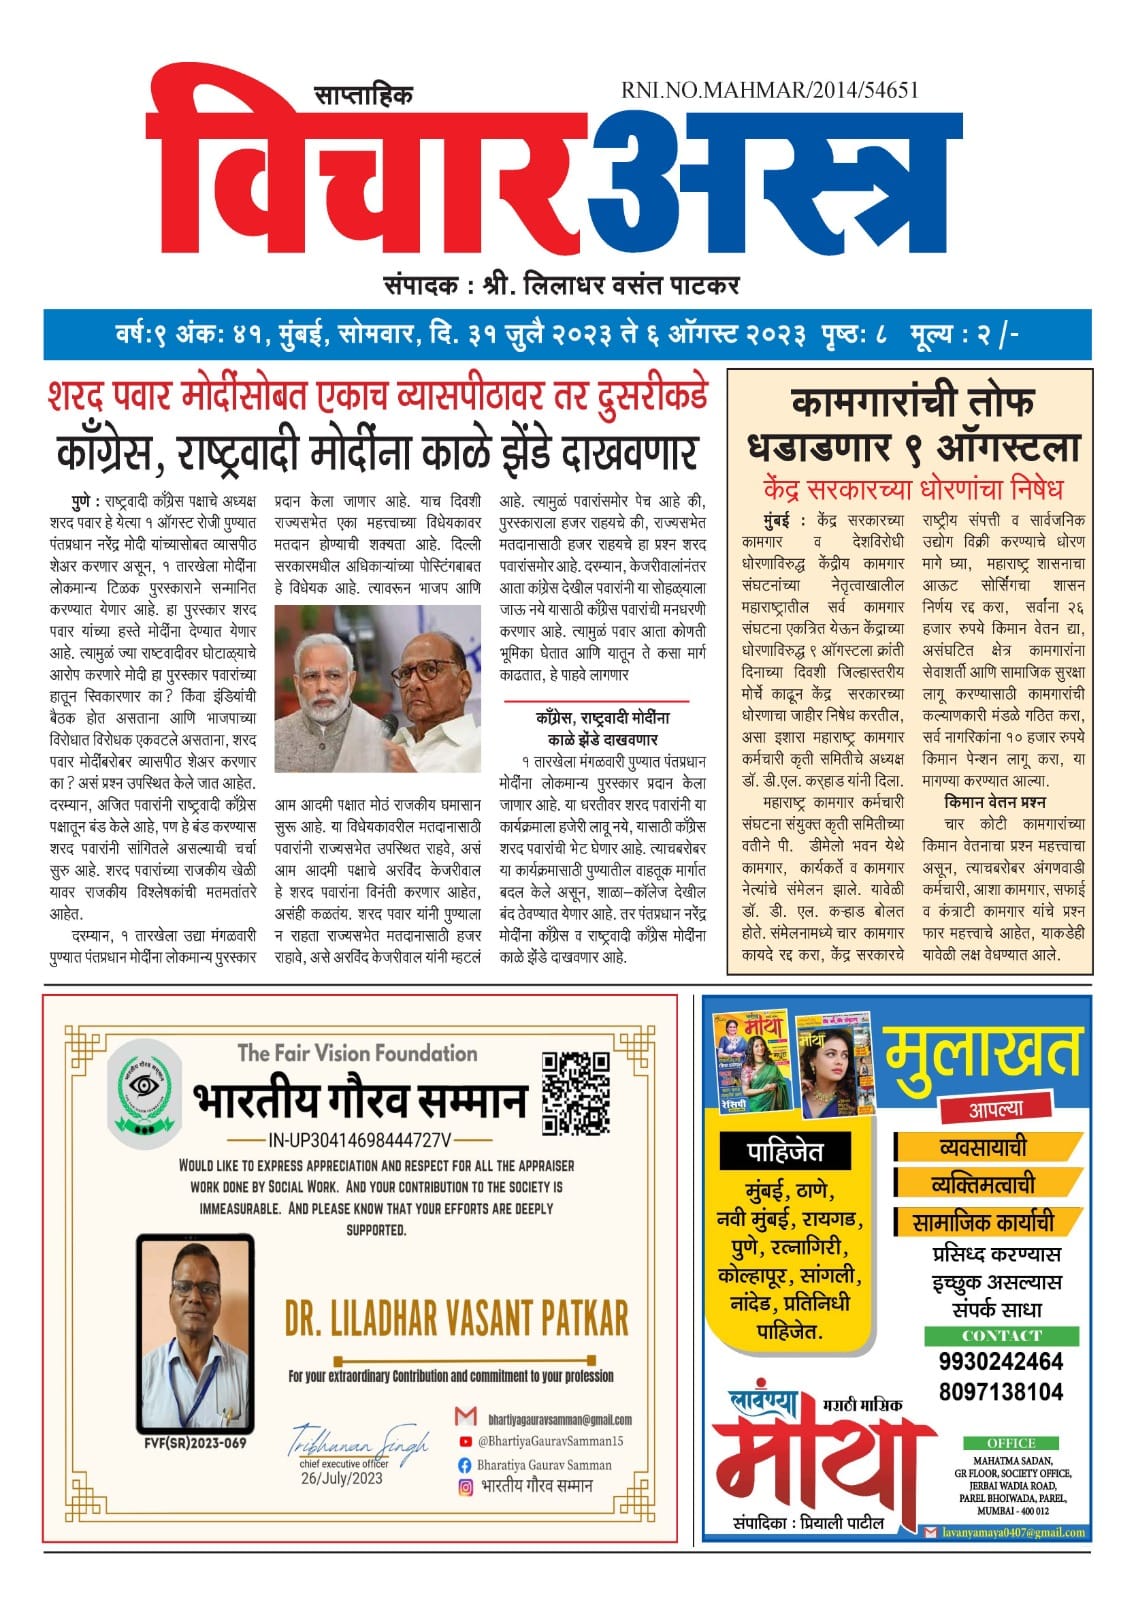 साप्ताहिक
RNI.NO.MAHMAR/2014/54651
विचारअस्त्र
संपादक : श्री. लिलाधर वसंत पाटकर
वर्ष:९ अंक: ४१, मुंबई, सोमवार, दि. ३१ जुलै २०२३ ते ६ ऑगस्ट २०२३ पृष्ठ: ८ मूल्य : २ /-
शरद पवार मोदींसोबत एकाच व्यासपीठावर तर दुसरीकडे
काँग्रेस, राष्ट्रवादी मोदींना काळे झेंडे दाखवणार
पुणे : राष्ट्रवादी काँग्रेस पक्षाचे अध्यक्ष
शरद पवार हे येत्या १ ऑगस्ट रोजी पुण्यात
पंतप्रधान नरेंद्र मोदी यांच्यासोबत व्यासपीठ
शेअर करणार असून, १ तारखेला मोदींना
लोकमान्य टिळक पुरस्काराने सन्मानित
करण्यात येणार आहे. हा पुरस्कार शरद
पवार यांच्या हस्ते मोदींना देण्यात येणार
आहे. त्यामुळं ज्या राष्टवादीवर घोटाळ्याचे
आरोप करणारे मोदी हा पुरस्कार पवारांच्या
हातून स्विकारणार का? किंवा इंडियांची
बैठक होत असताना आणि भाजपाच्या
विरोधात विरोधक एकवटले असताना, शरद
पवार मोदींबरोबर व्यासपीठ शेअर करणार
का? असं प्रश्न उपस्थित केले जात आहेत.
दरम्यान, अजित पवारांनी राष्ट्रवादी काँग्रेस
पक्षातून बंड केले आहे, पण हे बंड करण्यास
शरद पवारांनी सांगितले असल्याची चर्चा
सुरु आहे. शरद पवारांच्या राजकीय खेळी
यावर राजकीय विश्लेषकांची मतमतांतरे
आहेत.
दरम्यान, १ तारखेला उद्या मंगळवारी
पुण्यात पंतप्रधान मोदींना लोकमान्य पुरस्कार
प्रदान केला जाणार आहे. याच दिवशी
राज्यसभेत एका महत्त्वाच्या विधेयकावर
मतदान होण्याची शक्यता आहे. दिल्ली
सरकारमधील अधिकाऱ्यांच्या पोस्टिंगबाबत
हे विधेयक आहे. त्यावरून भाजप आणि
आम आदमी पक्षात मोठं राजकीय घमासान
सुरू आहे. या विधेयकावरील मतदानासाठी
पवारांनी राज्यसभेत उपस्थित राहवे, असं
आम आदमी पक्षाचे अरविंद केजरीवाल
हे शरद पवारांना विनंती करणार आहेत,
असंही कळतंय. शरद पवार यांनी पुण्याला
न राहता राज्यसभेत मतदानासाठी हजर
राहावे, असे अरविंद केजरीवाल यांनी म्हटलं
आहे. त्यामुळं पवारांसमोर पेच आहे की,
पुरस्काराला हजर राहयचे की, राज्यसभेत
मतदानासाठी हजर राहयचे हा प्रश्न शरद
पवारांसमोर आहे. दरम्यान, केजरीवालांनंतर
आता कांग्रेस देखील पवारांनी या सोहळ्याला
जाऊ नये यासाठी काँग्रेस पवारांची मनधरणी
करणार आहे. त्यामुळं पवार आता कोणती
भूमिका घेतात आणि यातून ते कसा मार्ग
काढतात, हे पाहवे लागणार
काँग्रेस, राष्ट्रवादी मोदींना
काळे झेंडे दाखवणार
१ तारखेला मंगळवारी पुण्यात पंतप्रधान
मोदींना लोकमान्य पुरस्कार प्रदान केला
जाणार आहे. या धरतीवर शरद पवारांनी या
कार्यक्रमाला हजेरी लावू नये, यासाठी काँग्रेस
शरद पवारांची भेट घेणार आहे. त्याचबरोबर
या कार्यक्रमासाठी पुण्यातील वाहतूक मार्गात
बदल केले असून, शाळा–कॉलेज देखील
बंद ठेवण्यात येणार आहे. तर पंतप्रधान नरेंद्र
मोदींना काँग्रेस व राष्ट्रवादी काँग्रेस मोदींना
काळे झेंडे दाखवणार आहे.
कामगारांची तोफ
धडाडणार ९ ऑगस्टला
केंद्र सरकारच्या धोरणांचा निषेध
मुंबई : केंद्र सरकारच्या
कामगार व देशविरोधी
धोरणाविरुद्ध केंद्रीय कामगार
संघटनांच्या नेतृत्वाखालील
महाराष्ट्रातील सर्व कामगार
संघटना एकत्रित येऊन केंद्राच्या
धोरणाविरुद्ध ९ ऑगस्टला क्रांती
दिनाच्या दिवशी जिल्हास्तरीय
मोर्चे काढून केंद्र सरकारच्या
धोरणाचा जाहीर निषेध करतील,
असा इशारा महाराष्ट्र कामगार
कर्मचारी कृती समितीचे अध्यक्ष
डॉ. डी.एल. कऱ्हाड यांनी दिला.
महाराष्ट्र कामगार कर्मचारी
संघटना संयुक्त कृती समितीच्या
वतीने पी. डीमेलो भवन येथे
कामगार, कार्यकर्ते व कामगार
नेत्यांचे संमेलन झाले. यावेळी
डॉ. डी. एल. कऱ्हाड बोलत
होते. संमेलनामध्ये चार कामगार
कायदे रद्द करा, केंद्र सरकारचे
राष्ट्रीय संपत्ती व सार्वजनिक
उद्योग विक्री करण्याचे धोरण
मागे घ्या, महाराष्ट्र शासनाचा
आऊट सोर्सिंगचा शासन
निर्णय रद्द करा, सर्वांना २६
हजार रुपये किमान वेतन द्या,
असंघटित क्षेत्र कामगारांना
सेवाशर्ती आणि सामाजिक सुरक्षा
लागू करण्यासाठी कामगारांची
कल्याणकारी मंडळे गठित करा,
सर्व नागरिकांना १० हजार रुपये
किमान पेन्शन लागू करा, या
मागण्या करण्यात आल्या.
किमान वेतन प्रश्न
चार कोटी कामगारांच्या
किमान वेतनाचा प्रश्न महत्त्वाचा
असून, त्याचबरोबर अंगणवाडी
कर्मचारी, आशा कामगार, सफाई
व कंत्राटी कामगार यांचे प्रश्न
फार महत्त्वाचे आहेत, याकडेही
यावेळी लक्ष वेधण्यात आले.
The Fair Vision Foundation
भारतीय गौरव सम्मान
IN-UP30414698444727V
WOULD LIKE TO EXPRESS APPRECIATION AND RESPECT FOR ALL THE APPRAISER
WORK DONE BY SOCIAL WORK. AND YOUR CONTRIBUTION TO THE SOCIETY IS
IMMEASURABLE. AND PLEASE KNOW THAT YOUR EFFORTS ARE DEEPLY
SUPPORTED.
DR. LILADHAR VASANT PATKAR
For your extraordinary Contribution and commitment to your profession
FVF(SR)2023-069
Tribhunan Singh
chief executive officer
26/July/2023
bhartiyagauravsamman@gmail.com
@BhartiyaGauravSamman15
Bharatiya Gaurav Samman
भारतीय गौरव सम्मान
माया
रेसिपी
माया
मुलाखत
आपल्या
व्यवसायाची
व्यक्तिमत्वाची
सामाजिक कार्याची
प्रसिध्द करण्यास
इच्छुक असल्यास
संपर्क साधा
CONTACT
9930242464
8097138104
पाहिजेत
मुंबई, ठाणे,
नवी मुंबई, रायगड,
पुणे, रत्नागिरी,
कोल्हापूर, सांगली,
नांदेड, प्रतिनिधी
पाहिजेत.
लावंण्या
मराठी मासिक
माया
संपादिका : प्रियाली पाटील
OFFICE
MAHATMA SADAN,
GR FLOOR, SOCIETY OFFICE,
JERBAI WADIA ROAD,
PAREL BHOIWADA, PAREL,
MUMBAI - 400 012
lavanyamaya0407@gmail.com